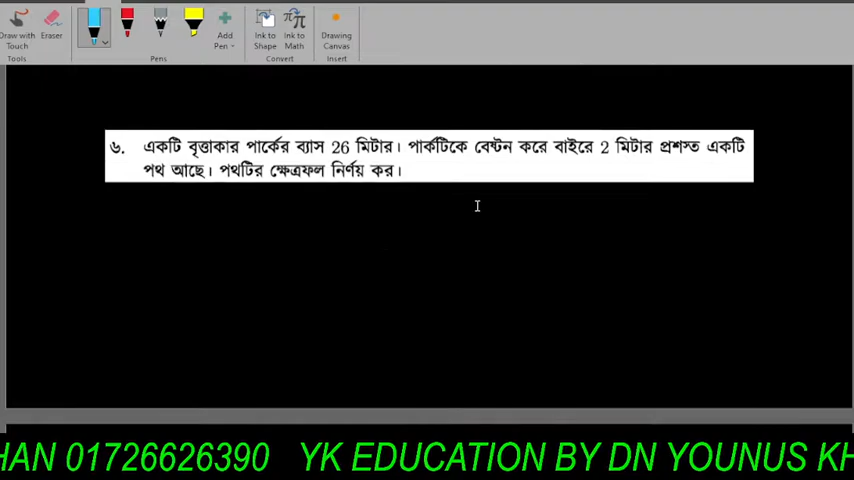 Draw with
Touch
Eraser
Add
Pen
Ink to
Shape
Ink to
Math
Drawing
Canvas
Tools
Pens
Convert
Insert
৬. একটি বৃত্তাকার পার্কের ব্যাস 26 মিটার। পার্কটিকে বেষ্টন করে বাইরে 2 মিটার প্রশস্ত একটি
পথ আছে। পথটির ক্ষেত্রফল নির্ণয় কর।
HAN 01726626390 YK EDUCATION BY DN YOUNUS KH